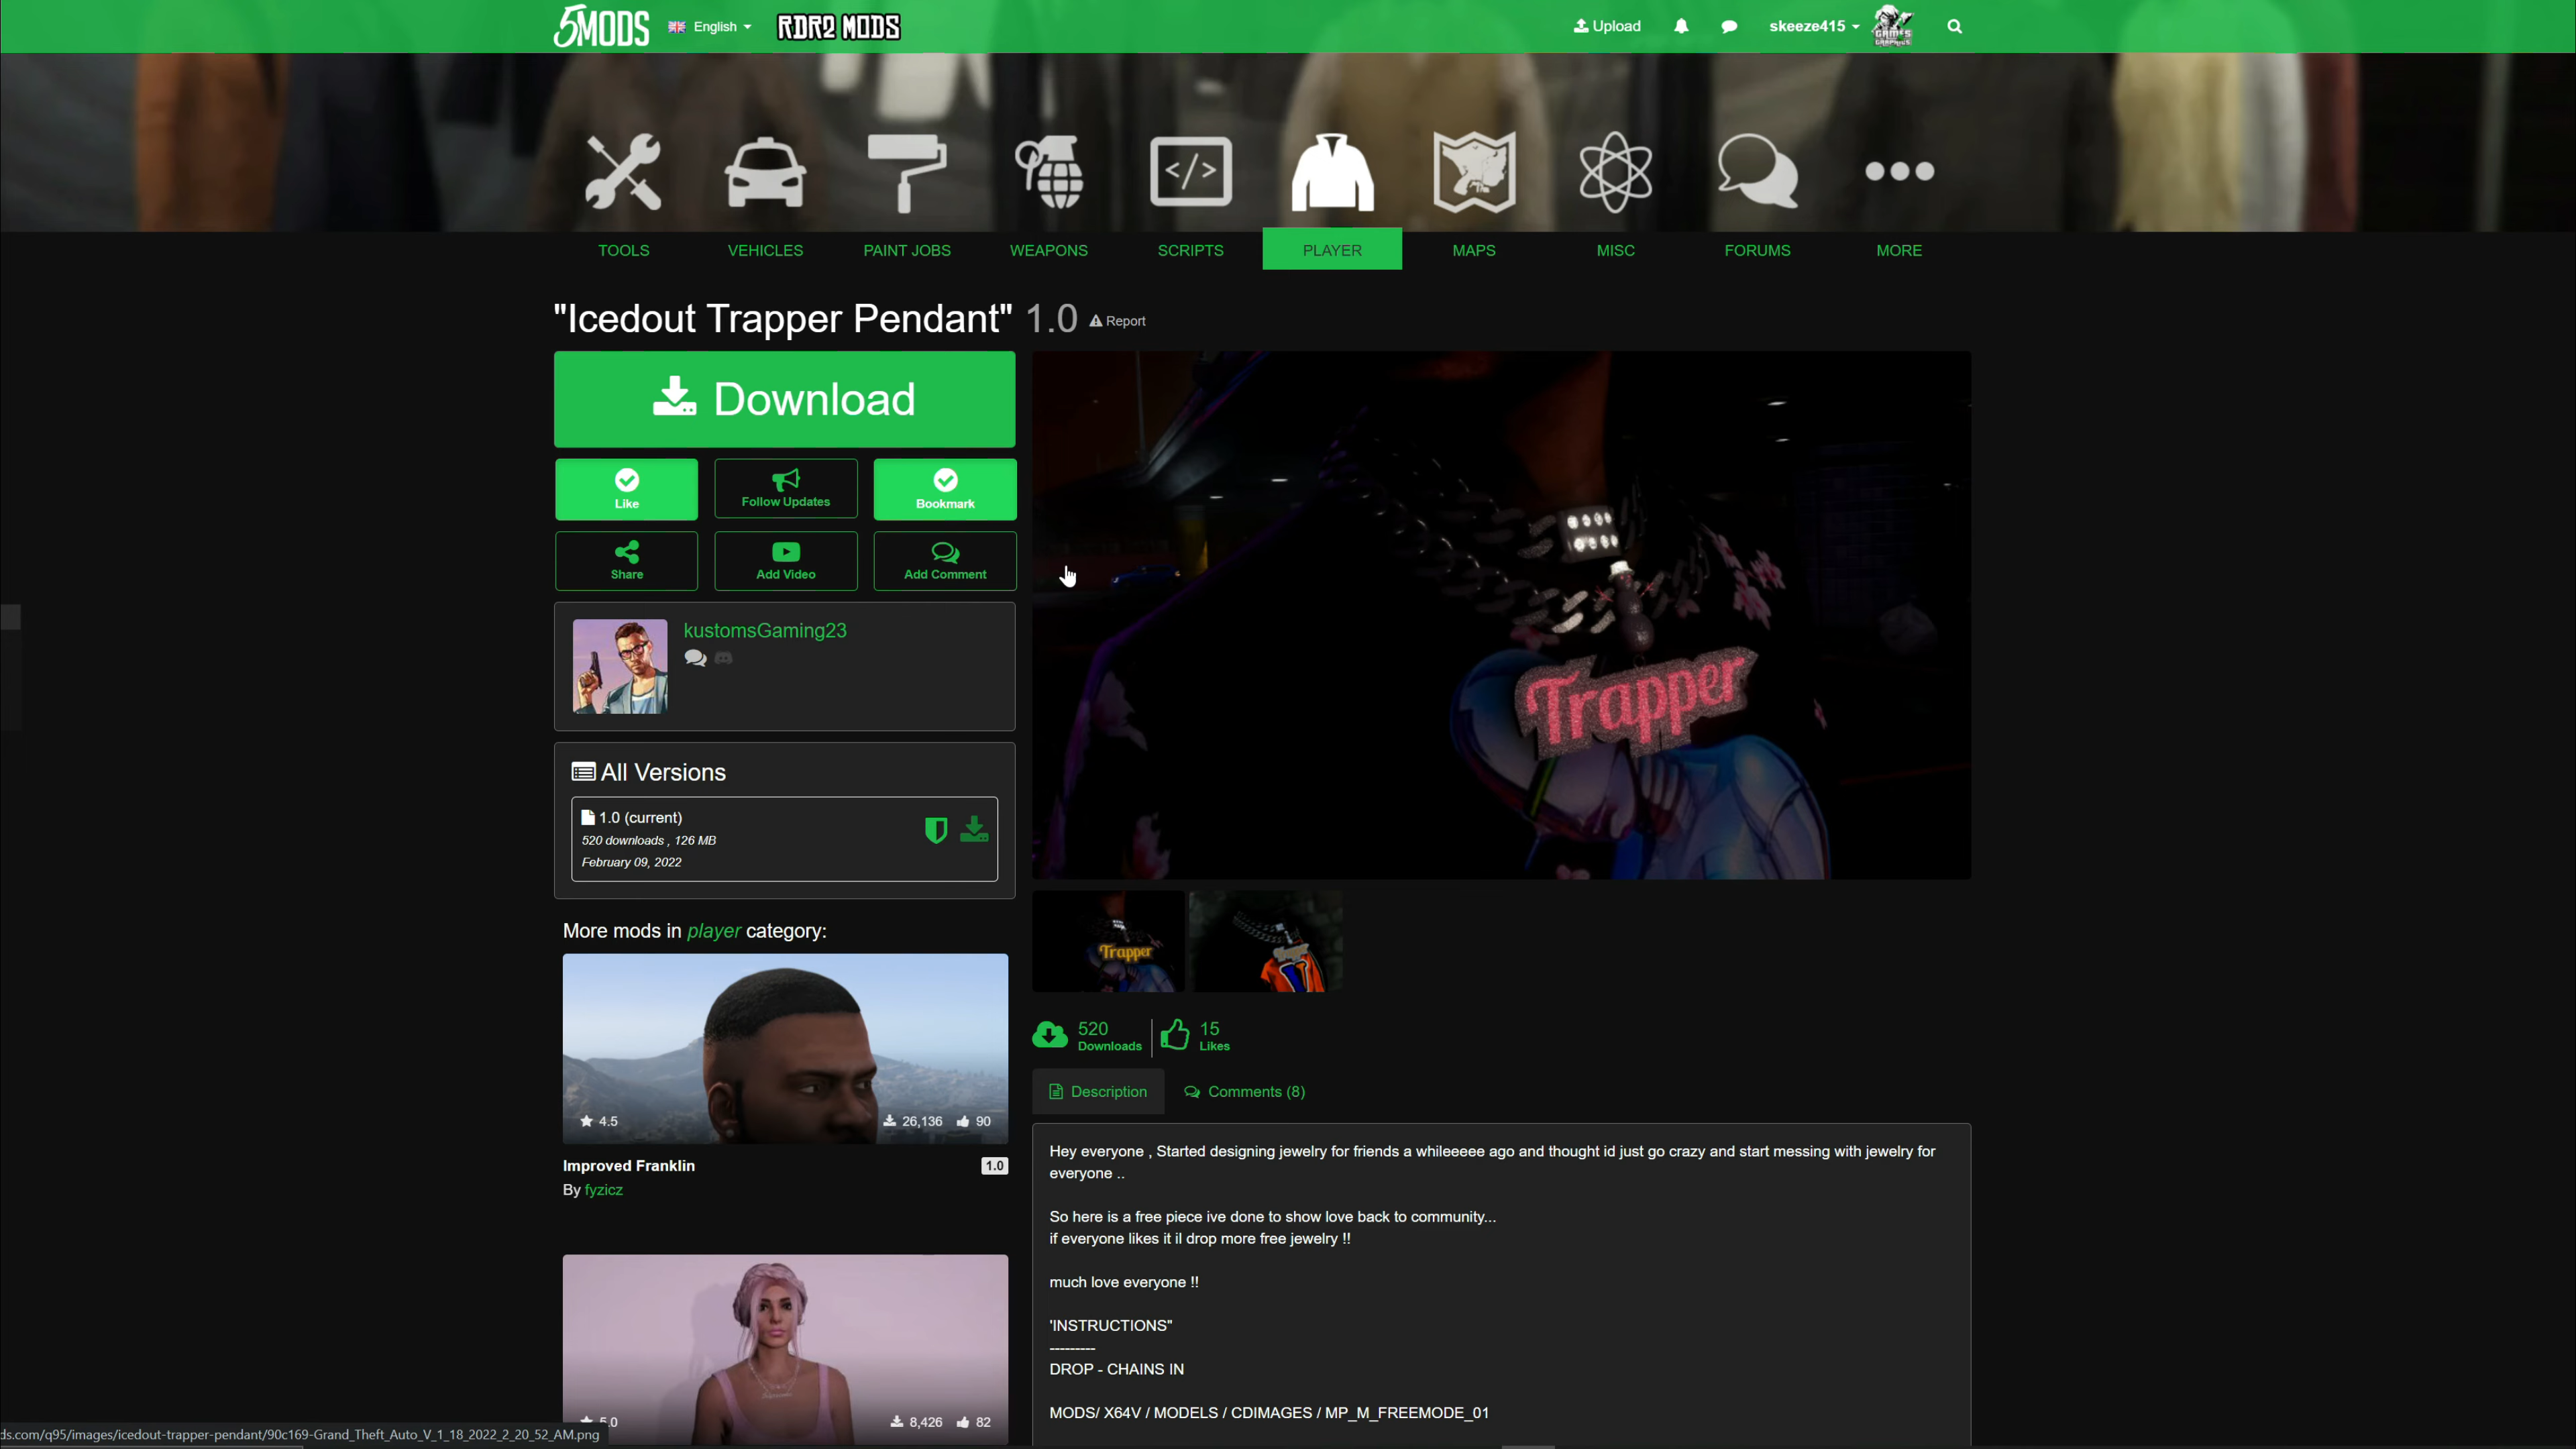 5MODS English RDR2 MODS Upload skeeze415
TOOLS VEHICLES PAINT JOBS WEAPONS SCRIPTS PLAYER MAPS MISC FORUMS MORE
"Icedout Trapper Pendant" 1.0 Report
Download
Like Follow Updates Bookmark
Share Add Video Add Comment
kustomsGaming23
All Versions
1.0 (current)
520 downloads , 126 MB
February 09, 2022
More mods in player category:
4.5 26,136 90
Improved Franklin 1.0
By fyzicz
5.0 8,426 82
Trapper
Trapper
520
Downloads
15
Likes
Description Comments (8)
Hey everyone , Started designing jewelry for friends a whileeeee ago and thought id just go crazy and start messing with jewelry for
everyone ..
So here is a free piece ive done to show love back to community...
if everyone likes it il drop more free jewelry !!
much love everyone !!
'INSTRUCTIONS"
---------
DROP - CHAINS IN
MODS/ X64V / MODELS / CDIMAGES / MP_M_FREEMODE_01
ds.com/q95/images/icedout-trapper-pendant/90c169-Grand_Theft_Auto_V_1_18_2022_2_20_52_AM.png